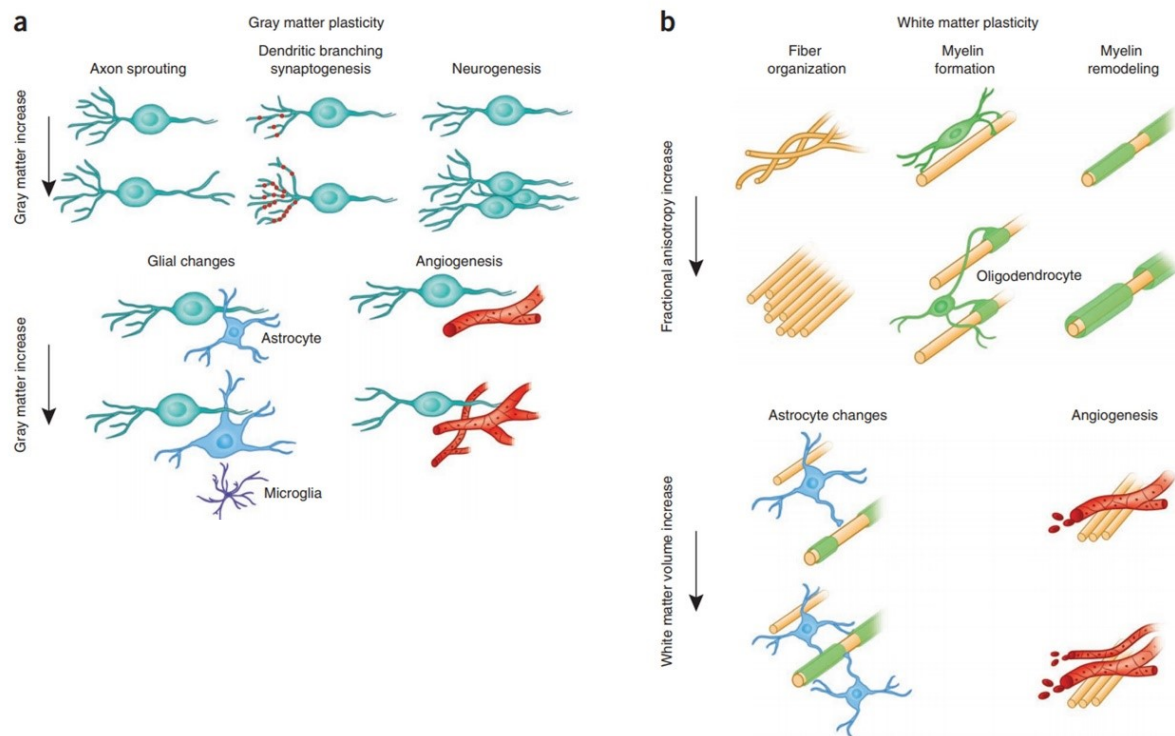 a
Gray matter plasticity
Axon sprouting
Dendritic branching
synaptogenesis
Neurogenesis
Gray matter increase
Glial changes
Angiogenesis
Astrocyte
Gray matter increase
Microglia
b
White matter plasticity
Fiber
organization
Myelin
formation
Myelin
remodeling
Fractional anisotropy increase
Oligodendrocyte
Astrocyte changes
Angiogenesis
White matter volume increase